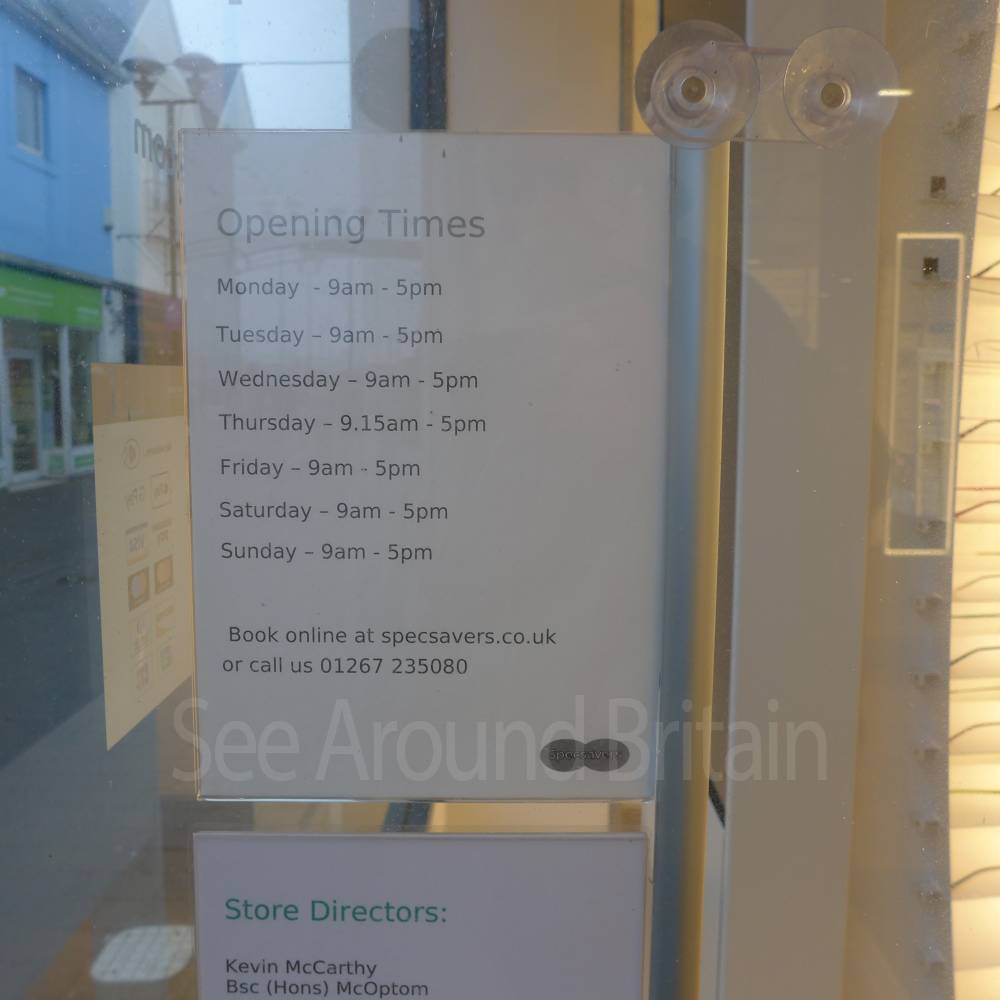 Opening Times
Monday - 9am - 5pm
Tuesday – 9am - 5pm
Wednesday – 9am - 5pm
Thursday – 9.15am - 5pm
Friday – 9am - 5pm
Saturday – 9am - 5pm
Sunday – 9am - 5pm
Book online at specsavers.co.uk
or call us 01267 235080
See Around Britain
Specsavers
Store Directors:
Kevin McCarthy
Bsc (Hons) McOptom